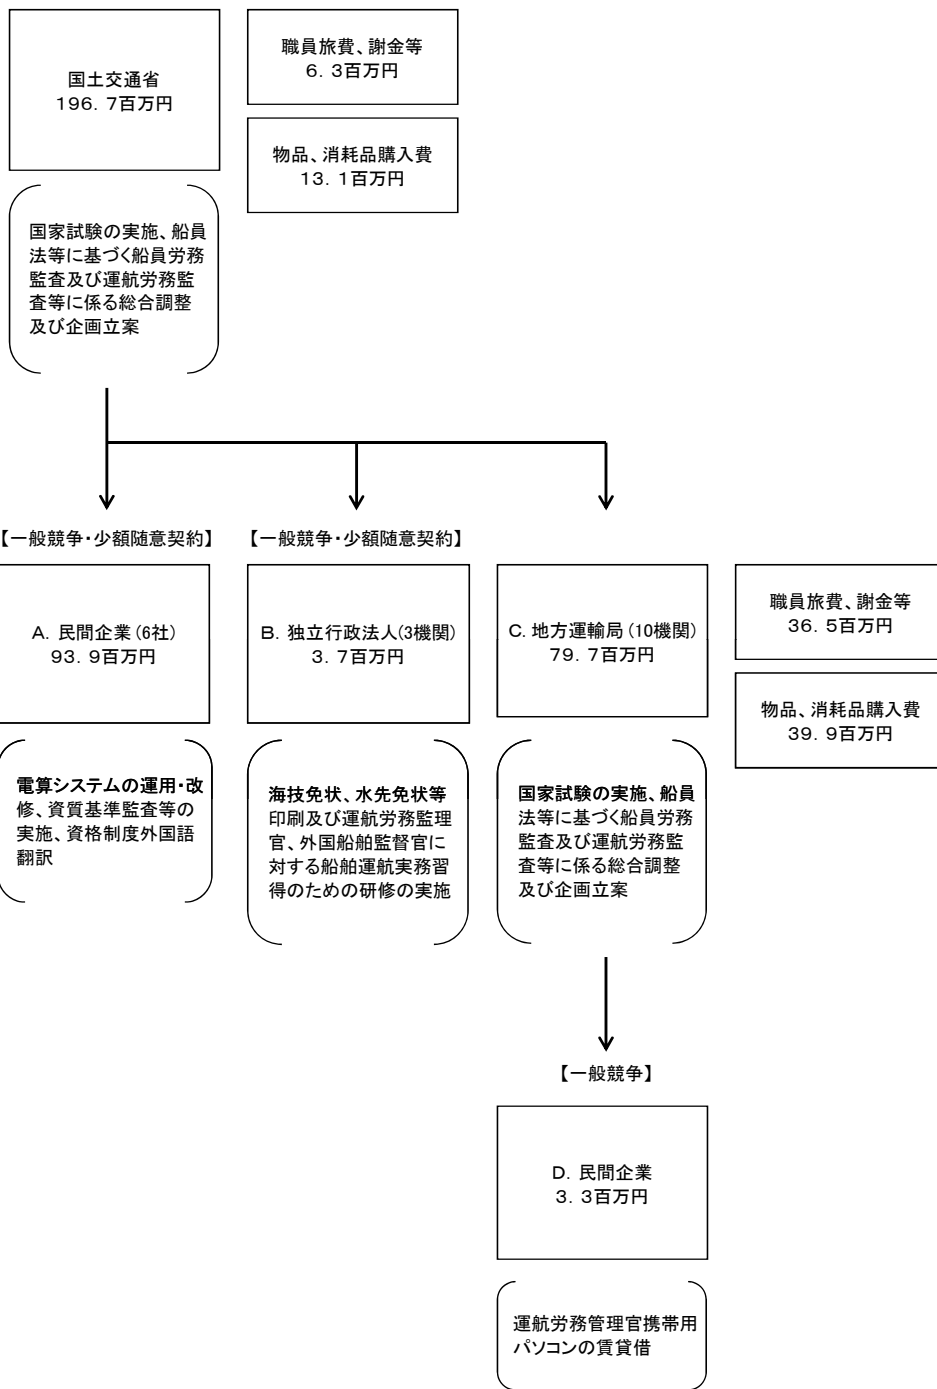 国土交通省
196．7百万円
職員旅費、謝金等
6．3百万円
物品、消耗品購入費
13．1百万円
国家試験の実施、船員
法等に基づく船員労務
監査及び運航労務監
査等に係る総合調整
及び企画立案
【一般競争・少額随意契約】
【一般競争・少額随意契約】
A．民間企業（6社）
93．9百万円
B．独立行政法人(3機関)
3．7百万円
C．地方運輸局（10機関）
79．7百万円
職員旅費、謝金等
36．5百万円
物品、消耗品購入費
39．9百万円
電算システムの運用・改
修、資質基準監査等の
実施、資格制度外国語
翻訳
海技免状、水先免状等
印刷及び運航労務監理
官、外国船舶監督官に
対する船舶運航実務習
得のための研修の実施
国家試験の実施、船員
法等に基づく船員労務
監査及び運航労務監
査等に係る総合調整
及び企画立案
【一般競争】
D．民間企業
3．3百万円
運航労務管理官携帯用
パソコンの賃貸借